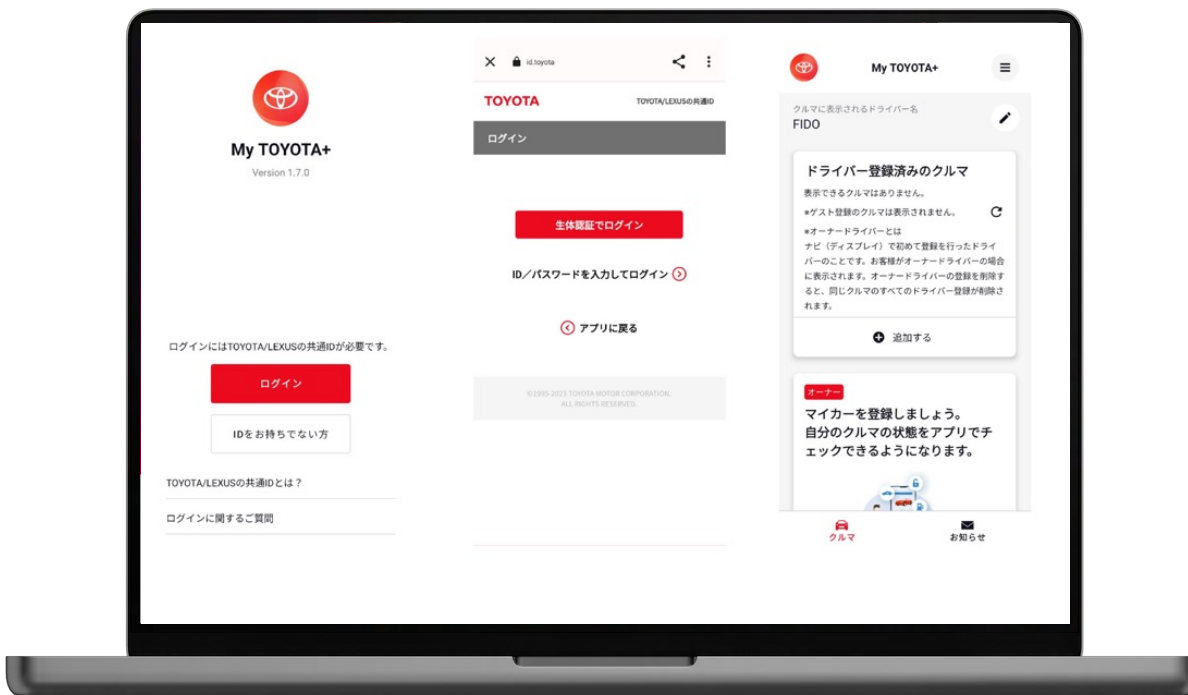 My TOYOTA+
Version 1.7.0
ログインにはTOYOTA/LEXUSの共通IDが必要です。
ログイン
IDをお持ちでない方
TOYOTA/LEXUSの共通IDとは？
ログインに関するご質問
id.toyota
TOYOTA
TOYOTA/LEXUSの共通ID
ログイン
生体認証でログイン
ID／パスワードを入力してログイン
アプリに戻る
©1995-2023 TOYOTA MOTOR CORPORATION.
ALL RIGHTS RESERVED.
My TOYOTA+
クルマに表示されるドライバー名
FIDO
ドライバー登録済みのクルマ
表示できるクルマはありません。
※ゲスト登録のクルマは表示されません。
※オーナードライバーとは
ナビ（ディスプレイ）で初めて登録を行ったドライ
バーのことです。お客様がオーナードライバーの場合
に表示されます。オーナードライバーの登録を削除す
ると、同じクルマのすべてのドライバー登録が削除さ
れます。
追加する
オーナー
マイカーを登録しましょう。
自分のクルマの状態をアプリでチ
ェックできるようになります。
クルマ
お知らせ